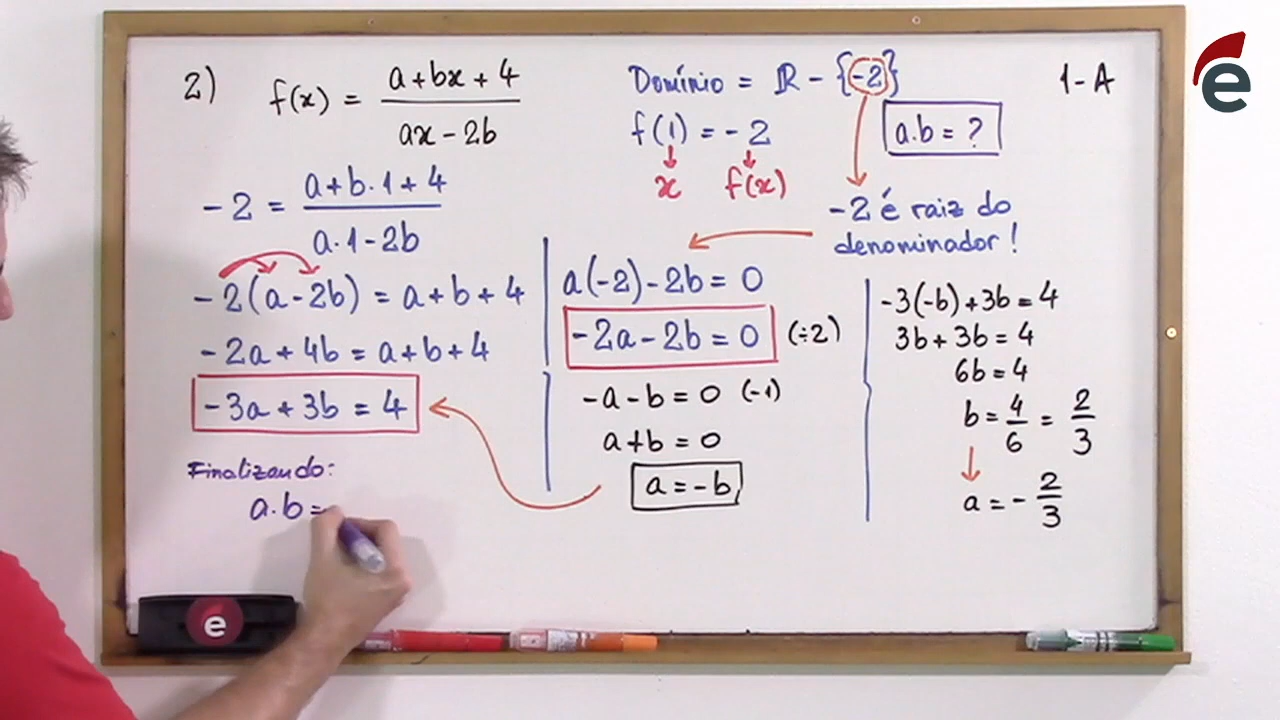 2) f(x) = (a+bx+4)/(ax-2b)
Domínio = ℝ - {-2}
1-A
f(1) = -2
a.b = ?
x f(x)
-2 = (a+b.1+4)/(a.1-2b)
-2 é raiz do
denominador!
-2(a-2b) = a+b+4
-2a+4b = a+b+4
-3a+3b = 4
a(-2)-2b = 0
-2a-2b = 0 (÷2)
-a-b = 0 (-1)
a+b = 0
a = -b
-3(-b)+3b = 4
3b+3b = 4
6b = 4
b = 4/6 = 2/3
a = -2/3
Finalizando:
a.b =
e
e